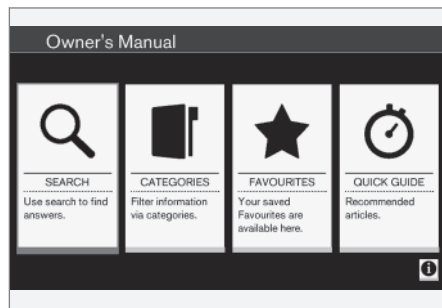 Owner's Manual
SEARCH
Use search to find
answers.
CATEGORIES
Filter information
via categories.
FAVOURITES
Your saved
Favourites are
available here.
QUICK GUIDE
Recommended
articles.